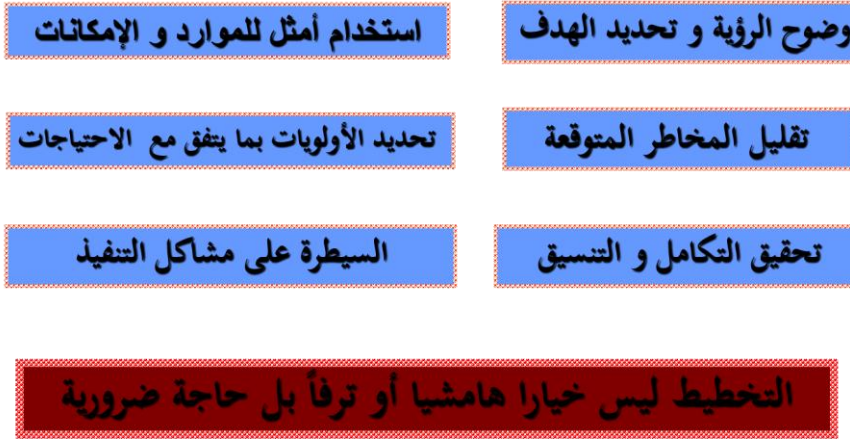 وضوح الرؤية و تحديد الهدف
استخدام أمثل للموارد و الإمكانات
تقليل المخاطر المتوقعة
تحديد الأولويات بما يتفق مع الاحتياجات
تحقيق التكامل و التنسيق
السيطرة على مشاكل التنفيذ
التخطيط ليس خيارا هامشيا أو ترفاً بل حاجة ضرورية